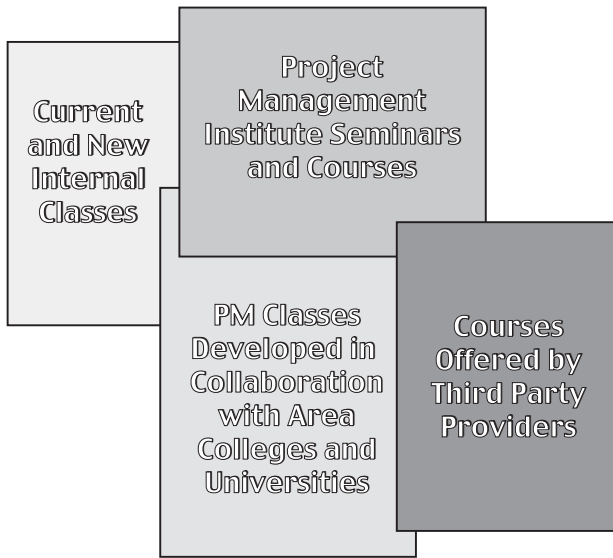 Current
and New
Internal
Classes
Project
Management
Institute Seminars
and Courses
PM Classes
Developed in
Collaboration
with Area
Colleges and
Universities
Courses
Offered by
Third Party
Providers